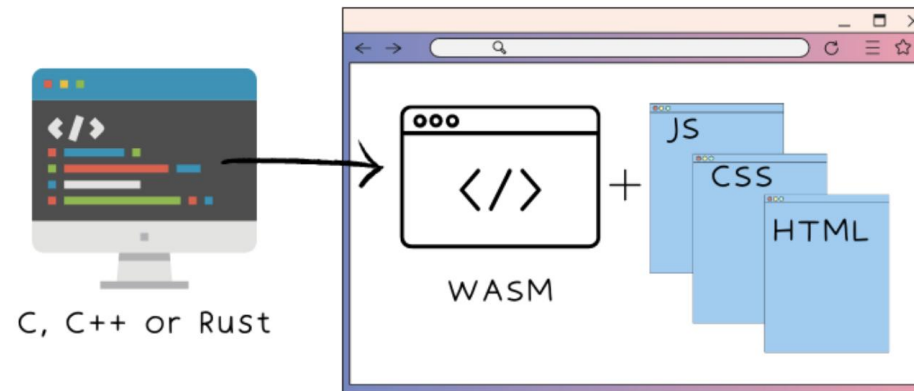 </>
C, C++ or Rust
</>
WASM
+
JS
CSS
HTML